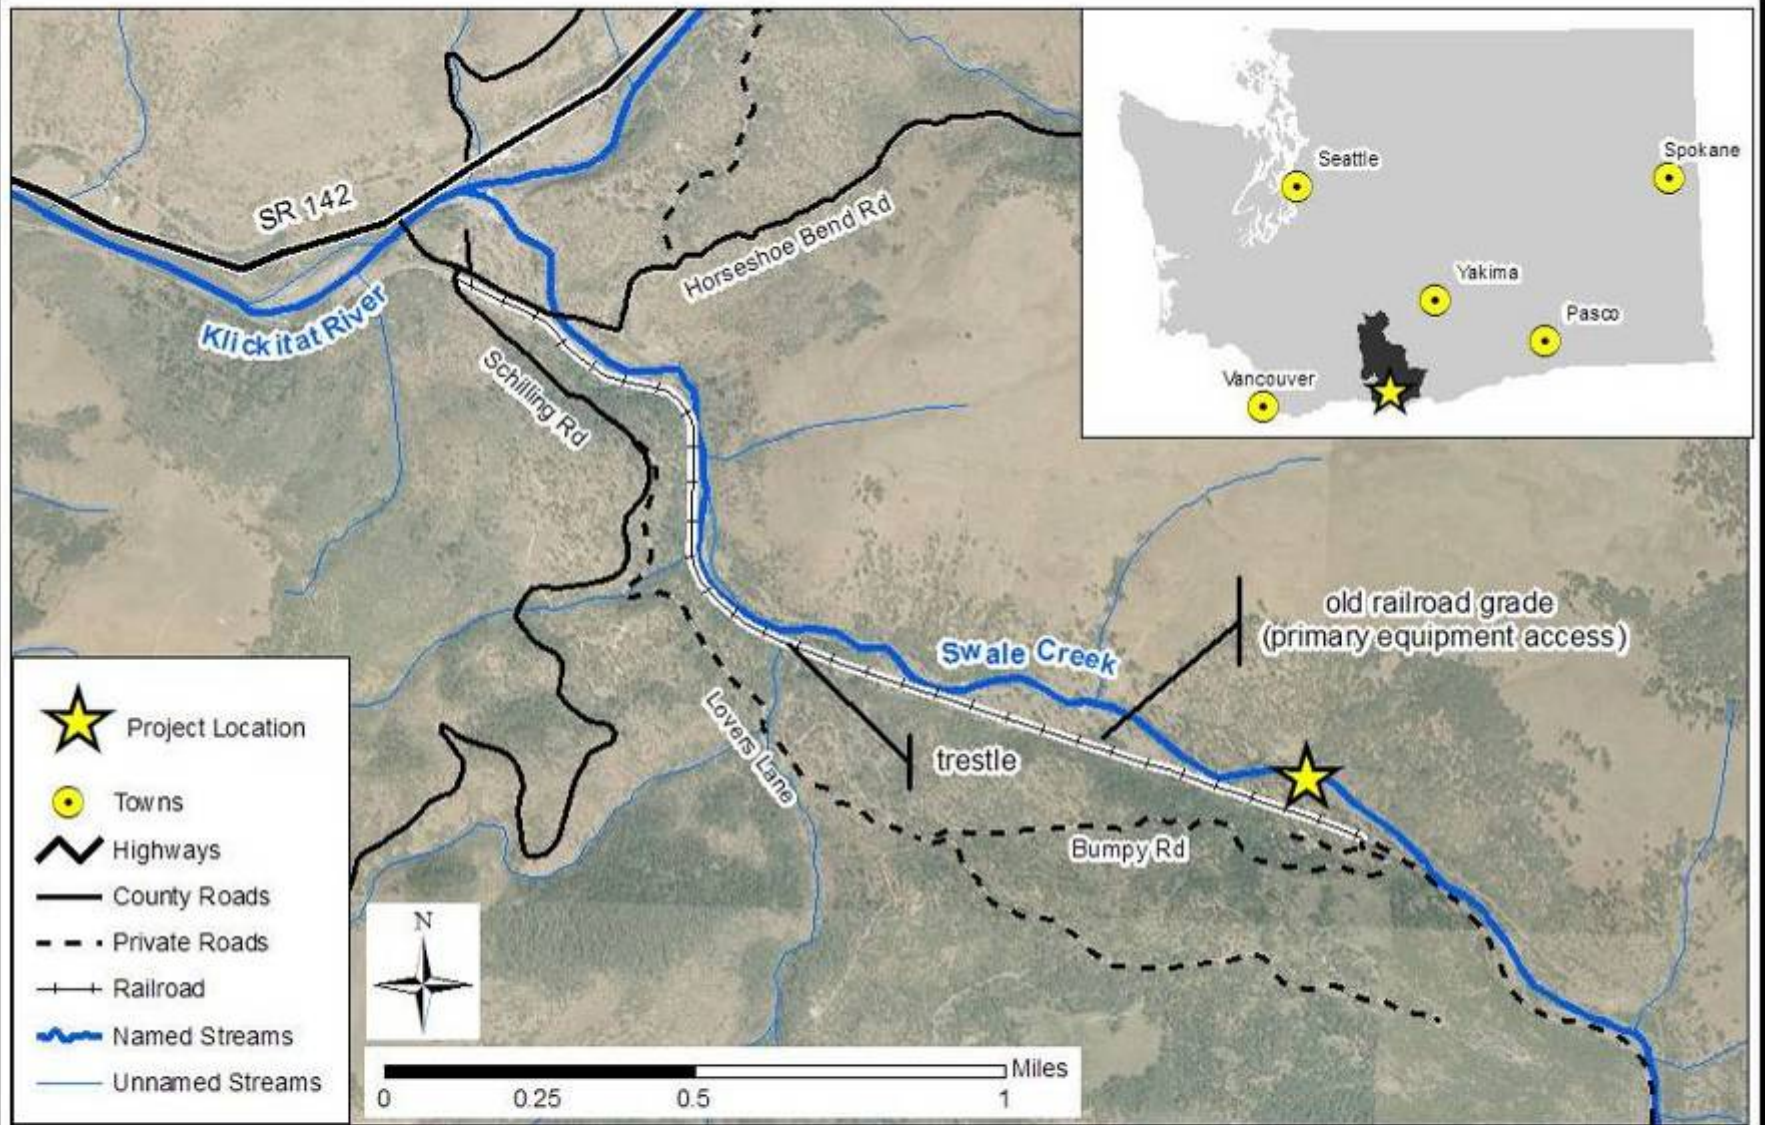 SR 142
Klickitat River
Horseshoe Bend Rd
Schilling Rd
Swale Creek
old railroad grade
(primary equipment access)
Lovers Lane
trestle
Bumpy Rd
Seattle
Spokane
Yakima
Pasco
Vancouver
Project Location
Towns
Highways
County Roads
Private Roads
Railroad
Named Streams
Unnamed Streams
N
Miles
0 0.25 0.5 1